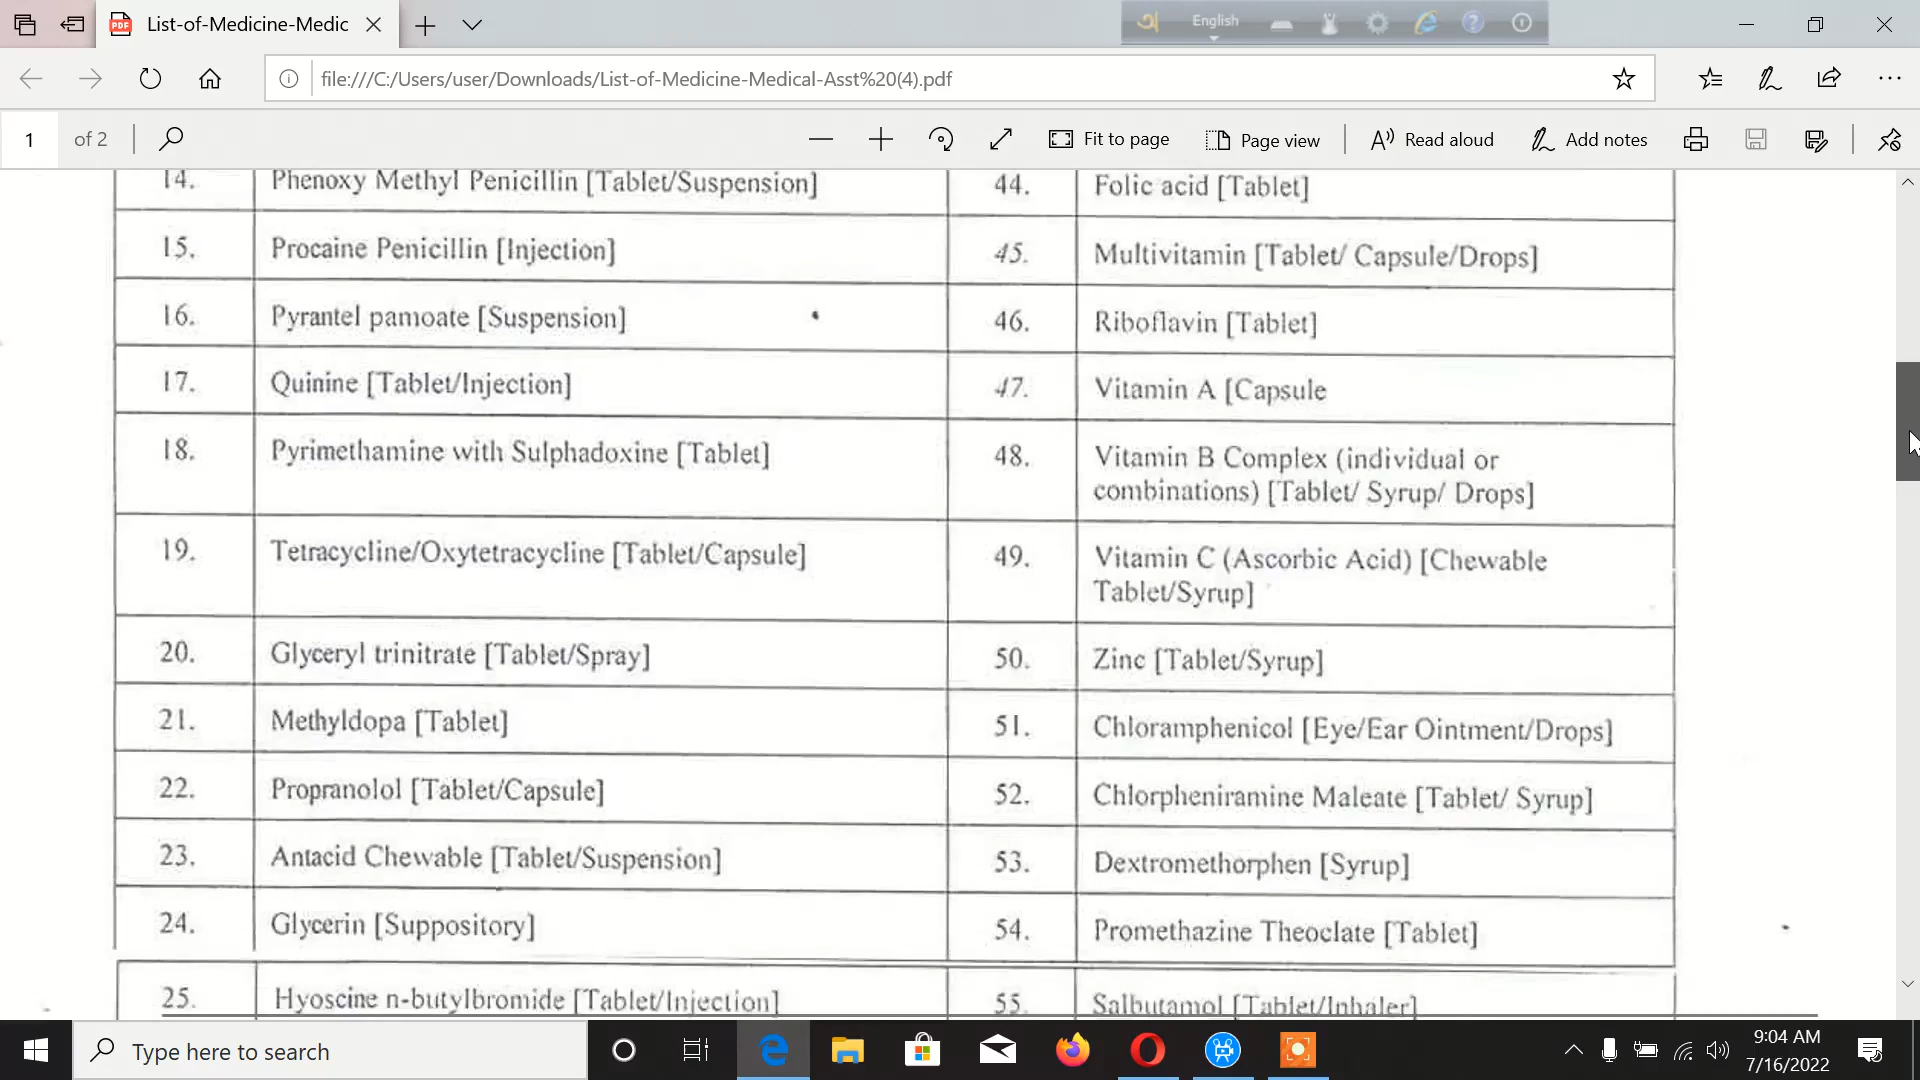 List-of-Medicine-Medic
English
file:///C:/Users/user/Downloads/List-of-Medicine-Medical-Asst%20(4).pdf
1 of 2
Fit to page
Page view
Read aloud
Add notes
14. Phenoxy Methyl Penicillin [Tablet/Suspension] 44. Folic acid [Tablet]
15. Procaine Penicillin [Injection] 45. Multivitamin [Tablet/ Capsule/Drops]
16. Pyrantel pamoate [Suspension] 46. Riboflavin [Tablet]
17. Quinine [Tablet/Injection] 47. Vitamin A [Capsule
18. Pyrimethamine with Sulphadoxine [Tablet] 48. Vitamin B Complex (individual or
combinations) [Tablet/ Syrup/ Drops]
19. Tetracycline/Oxytetracycline [Tablet/Capsule] 49. Vitamin C (Ascorbic Acid) [Chewable
Tablet/Syrup]
20. Glyceryl trinitrate [Tablet/Spray] 50. Zinc [Tablet/Syrup]
21. Methyldopa [Tablet] 51. Chloramphenicol [Eye/Ear Ointment/Drops]
22. Propranolol [Tablet/Capsule] 52. Chlorpheniramine Maleate [Tablet/ Syrup]
23. Antacid Chewable [Tablet/Suspension] 53. Dextromethorphen [Syrup]
24. Glycerin [Suppository] 54. Promethazine Theoclate [Tablet]
25. Hyoscine n-butylbromide [Tablet/Injection] 55. Salbutamol [Tablet/Inhaler]
Type here to search
9:04 AM
7/16/2022